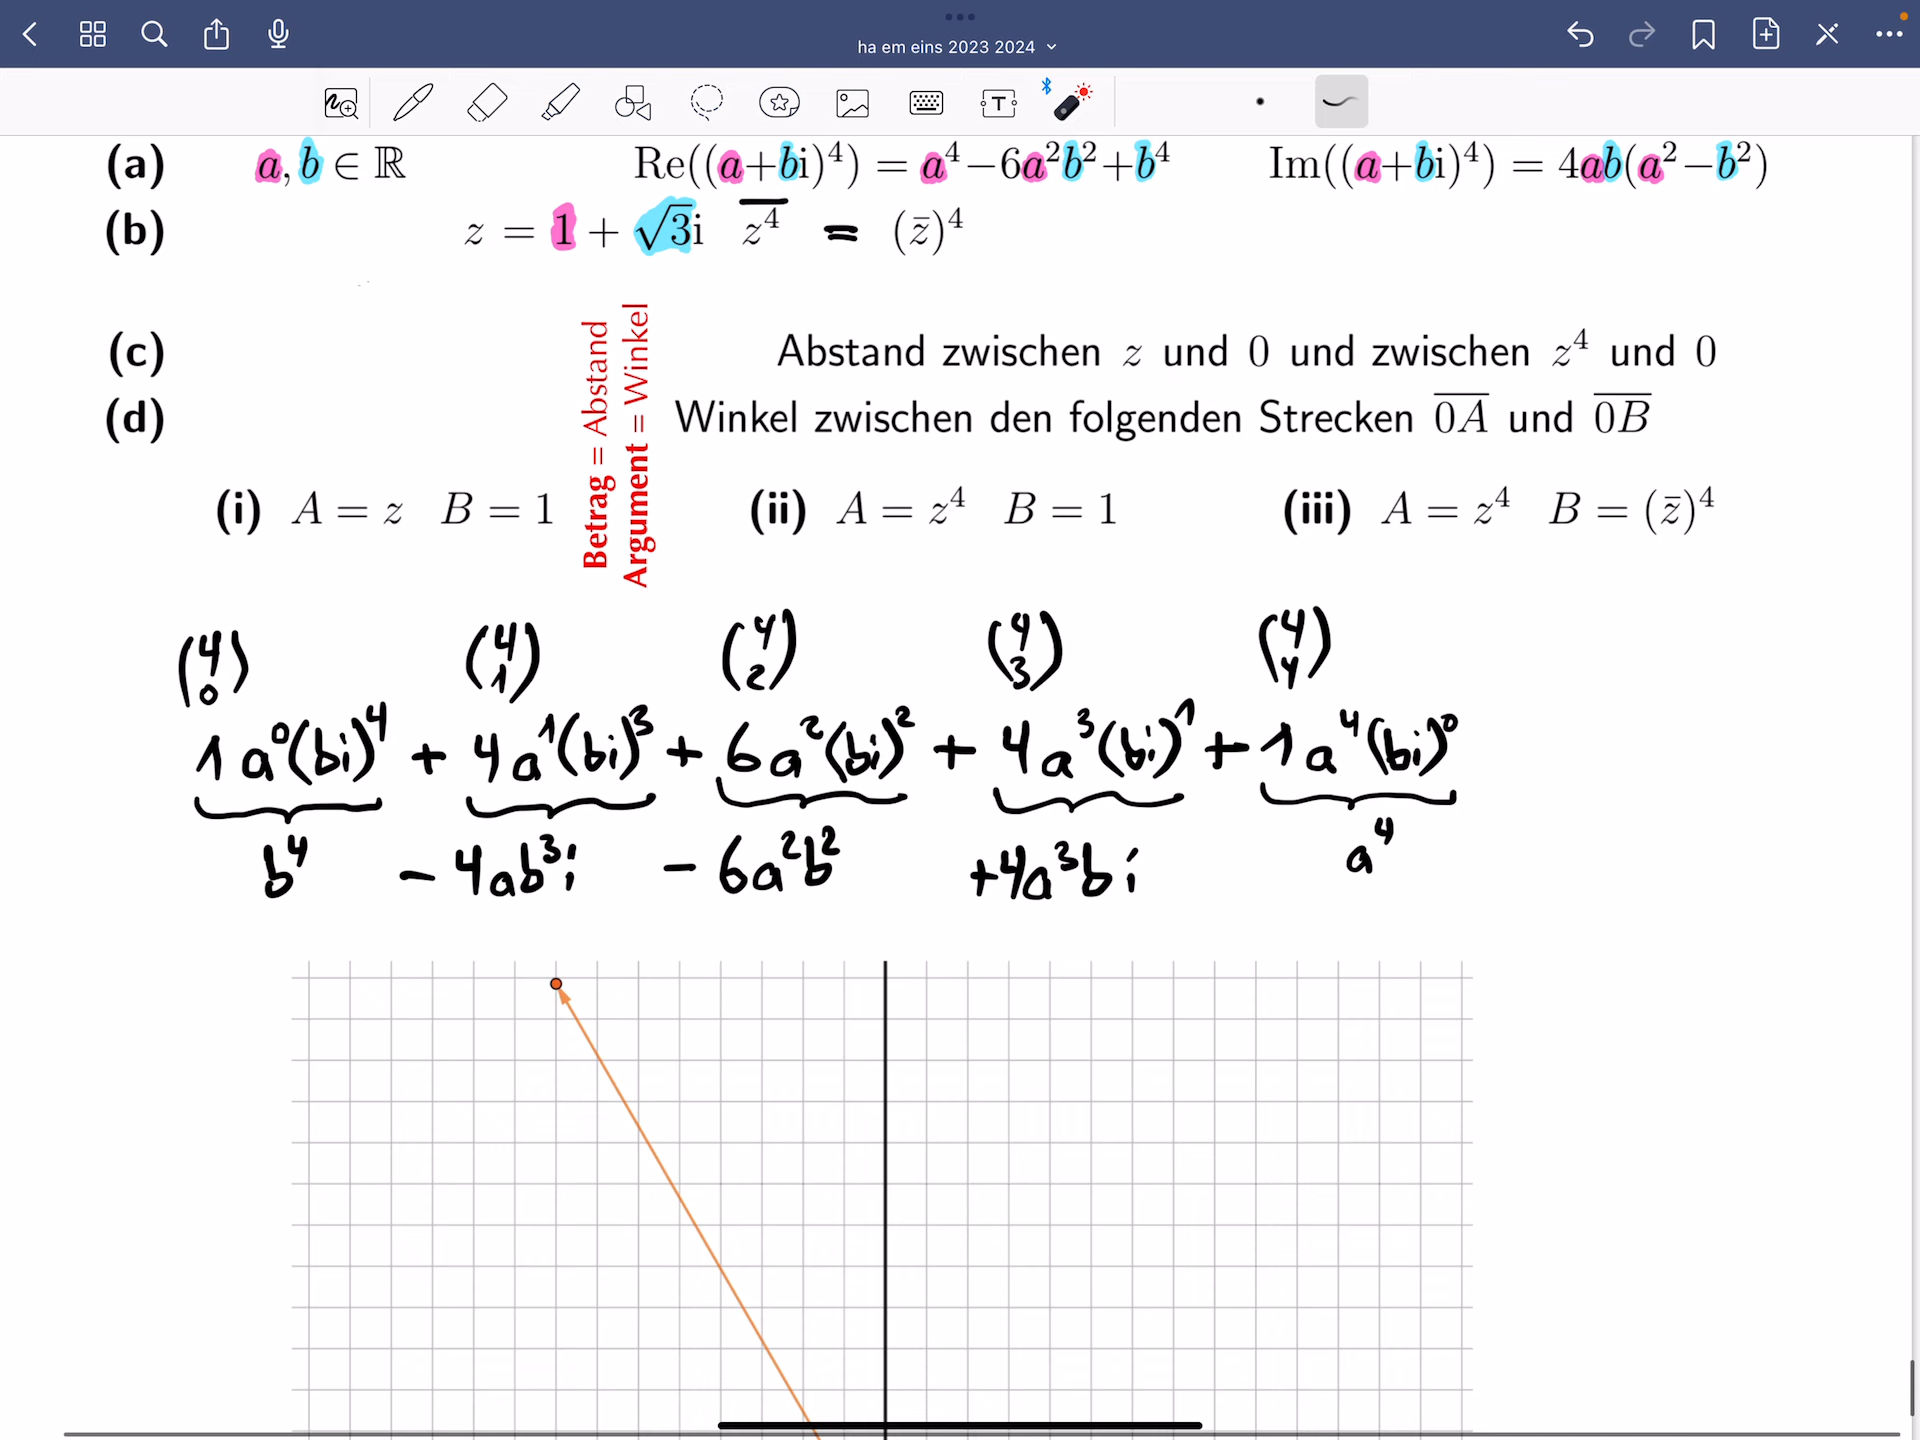 ha em eins 2023 2024
(a) a, b ∈ ℝ Re((a+bi)⁴) = a⁴−6a²b²+b⁴ Im((a+bi)⁴) = 4ab(a²−b²)
(b) z = 1 + √3i z̅⁴̅ = (z̄)⁴
Betrag = Abstand
Argument = Winkel
(c) Abstand zwischen z und 0 und zwischen z⁴ und 0
(d) Winkel zwischen den folgenden Strecken 0̅A̅ und 0̅B̅
(i) A = z B = 1 (ii) A = z⁴ B = 1 (iii) A = z⁴ B = (z̄)⁴
(4 0) (4 1) (4 2) (4 3) (4 4)
1a⁰(bi)⁴ + 4a¹(bi)³ + 6a²(bi)² + 4a³(bi)¹ + 1a⁴(bi)⁰
b⁴ − 4ab³i − 6a²b² +4a³bi a⁴